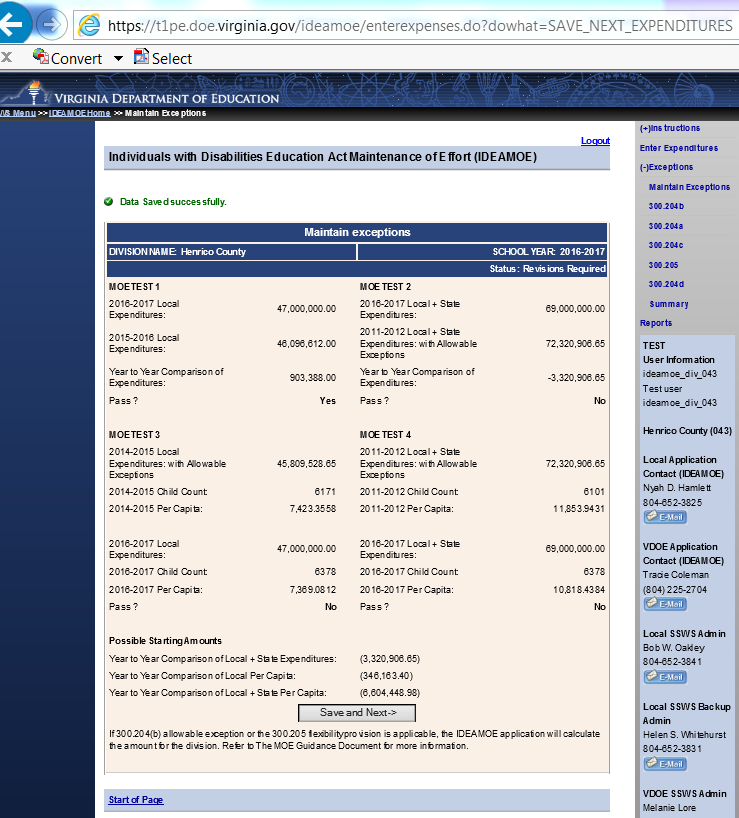 https://t1pe.doe.virginia.gov/ideamoe/enterexpenses.do?dowhat=SAVE_NEXT_EXPENDITURES
X Convert Select
VIRGINIA DEPARTMENT OF EDUCATION
Menu >> IDEAMOE Home >> Maintain Exceptions
Logout
Individuals with Disabilities Education Act Maintenance of Effort (IDEAMOE)
Data Saved successfully.
Maintain exceptions
DIVISION NAME: Henrico County SCHOOL YEAR: 2016-2017
Status: Revisions Required
MOE TEST 1
2016-2017 Local
Expenditures: 47,000,000.00
2015-2016 Local
Expenditures: 46,096,612.00
Year to Year Comparison of
Expenditures: 903,388.00
Pass? Yes
MOE TEST 2
2016-2017 Local + State
Expenditures: 69,000,000.00
2011-2012 Local + State
Expenditures: with Allowable
Exceptions 72,320,906.65
Year to Year Comparison of
Expenditures: -3,320,906.65
Pass? No
MOE TEST 3
2014-2015 Local
Expenditures: with Allowable
Exceptions 45,809,528.65
2014-2015 Child Count: 6171
2014-2015 Per Capita: 7,423.3558
2016-2017 Local
Expenditures: 47,000,000.00
2016-2017 Child Count: 6378
2016-2017 Per Capita: 7,369.0812
Pass? No
MOE TEST 4
2011-2012 Local + State
Expenditures: with Allowable
Exceptions 72,320,906.65
2011-2012 Child Count: 6101
2011-2012 Per Capita: 11,853.9431
2016-2017 Local + State
Expenditures: 69,000,000.00
2016-2017 Child Count: 6378
2016-2017 Per Capita: 10,818.4384
Pass? No
Possible Starting Amounts
Year to Year Comparison of Local + State Expenditures: (3,320,906.65)
Year to Year Comparison of Local Per Capita: (346,163.40)
Year to Year Comparison of Local + State Per Capita: (6,604,448.98)
Save and Next->
If 300.204(b) allowable exception or the 300.205 flexibility provision is applicable, the IDEAMOE application will calculate
the amount for the division. Refer to The MOE Guidance Document for more information.
Start of Page
(+)Instructions
Enter Expenditures
(-)Exceptions
Maintain Exceptions
300.204b
300.204a
300.204c
300.205
300.204d
Summary
Reports
TEST
User Information
ideamoe_div_043
Test user
ideamoe_div_043
Henrico County (043)
Local Application
Contact (IDEAMOE)
Nyah D. Hamlett
804-652-3825
E-Mail
VDOE Application
Contact (IDEAMOE)
Tracie Coleman
(804) 225-2704
E-Mail
Local SSWS Admin
Bob W. Oakley
804-652-3841
E-Mail
Local SSWS Backup
Admin
Helen S. Whitehurst
804-652-3831
E-Mail
VDOE SSWS Admin
Melanie Lore